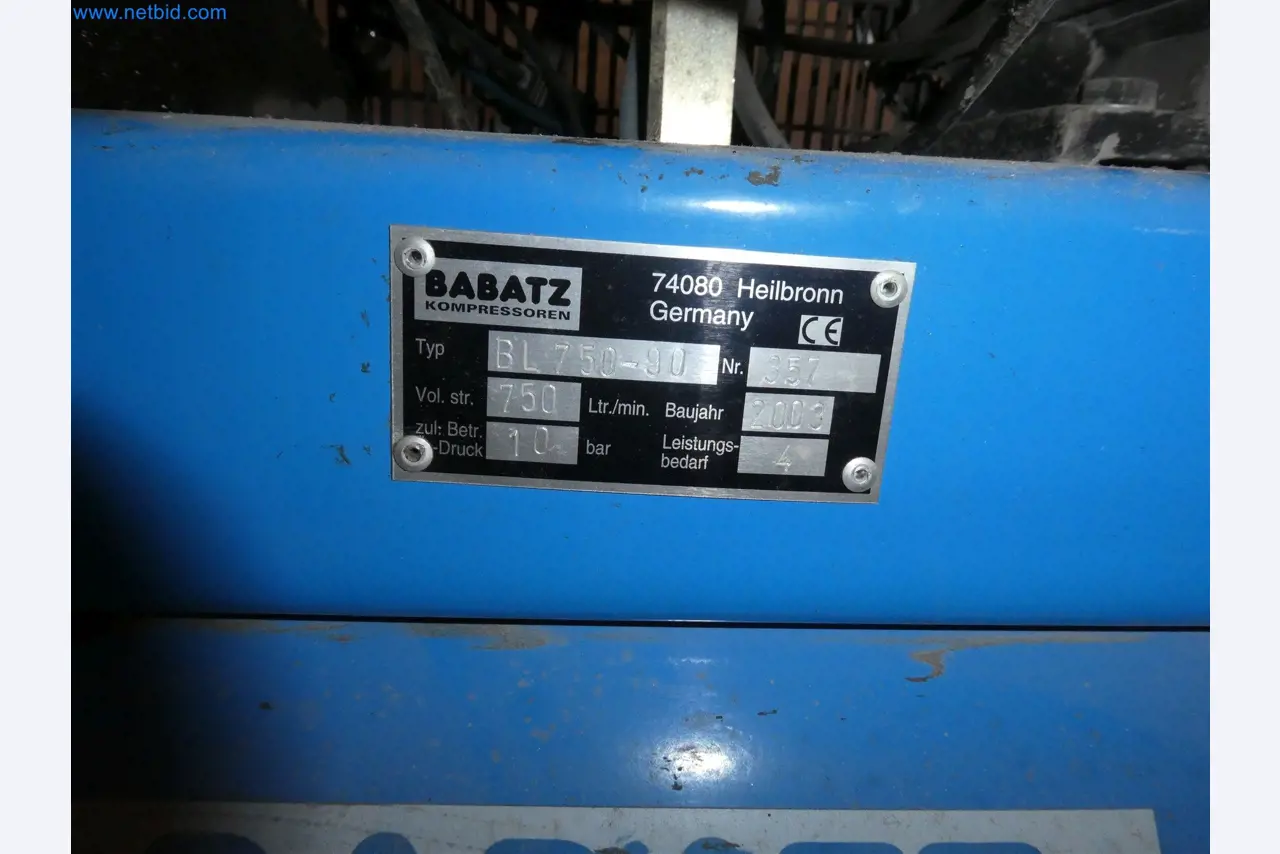 www.netbid.com
BABATZ
KOMPRESSOREN
74080 Heilbronn
Germany
CE
Typ BL 750-90 Nr. 357
Vol. str. 750 Ltr./min. Baujahr 2003
zul. Betr.
-Druck 10 bar Leistungs-
bedarf 4